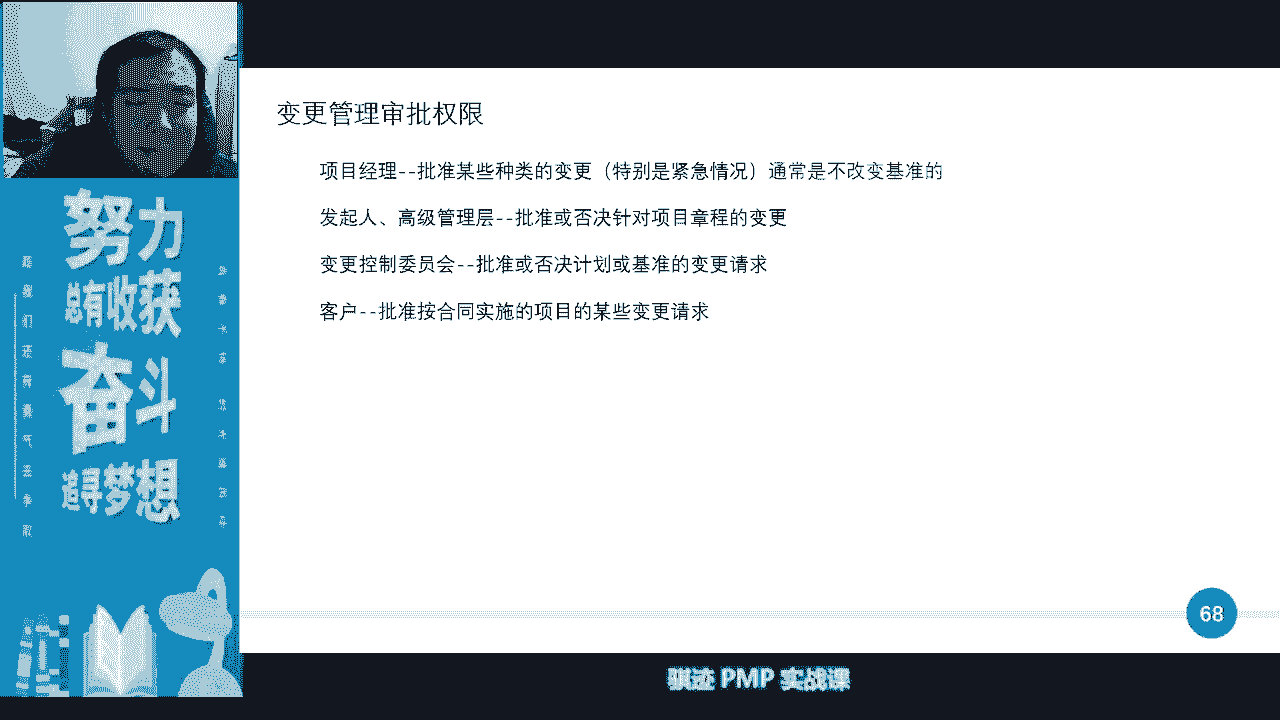 变更管理审批权限
项目经理--批准某些种类的变更（特别是紧急情况）通常是不改变基准的
发起人、高级管理层--批准或否决针对项目章程的变更
变更控制委员会--批准或否决计划或基准的变更请求
客户--批准按合同实施的项目的某些变更请求
努力
总有收获
奋斗
追寻梦想
68
骐迹 PMP 实战课